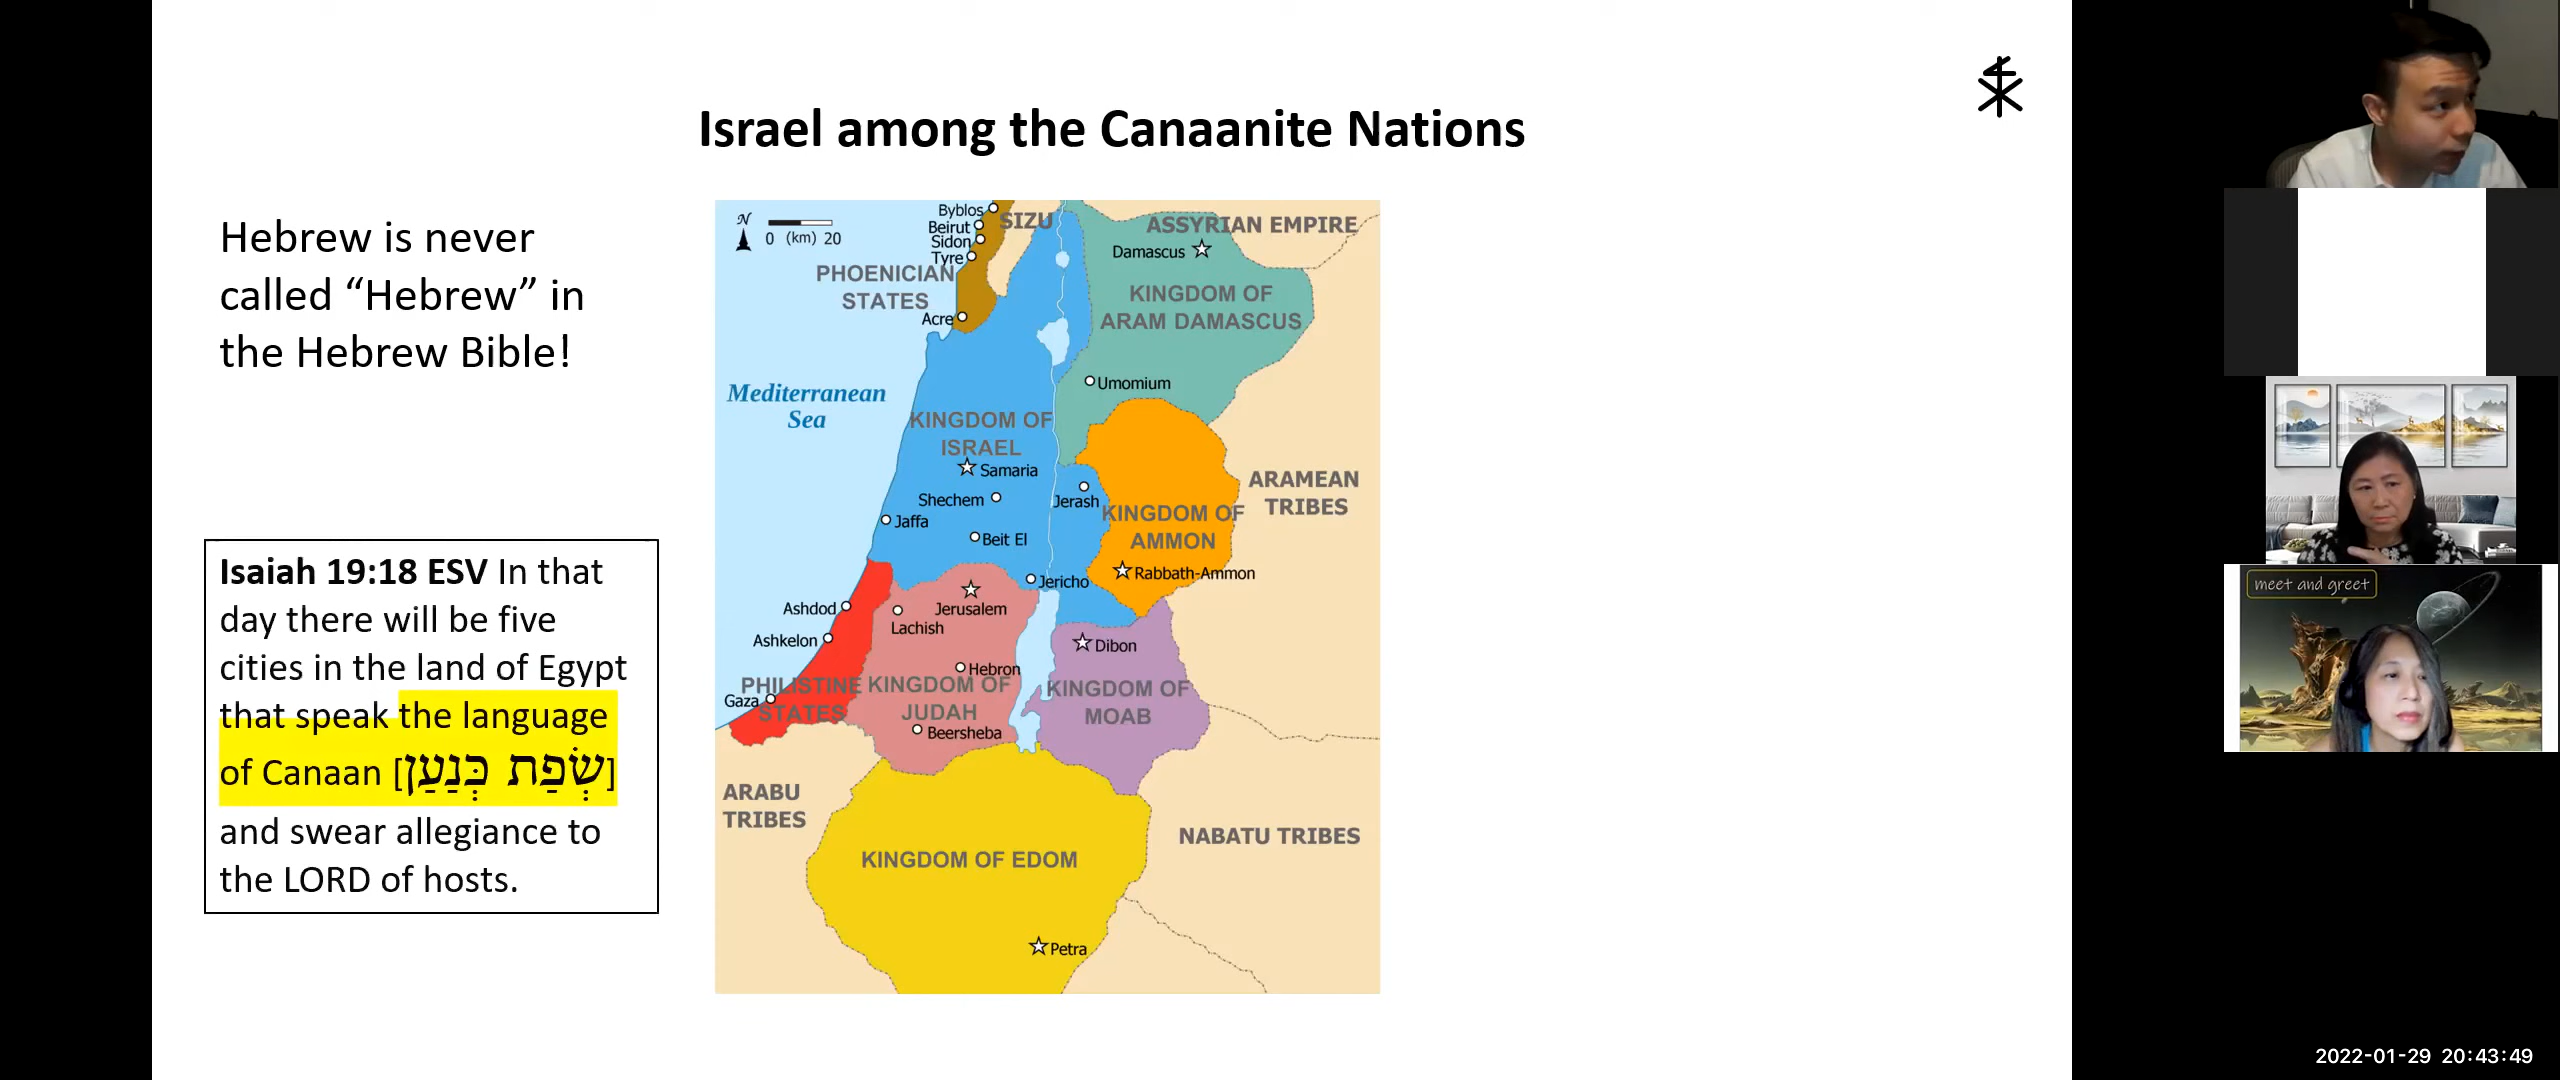 Israel among the Canaanite Nations
Hebrew is never
called “Hebrew” in
the Hebrew Bible!
Isaiah 19:18 ESV In that
day there will be five
cities in the land of Egypt
that speak the language
of Canaan [שְׂפַת כְּנַעַן]
and swear allegiance to
the LORD of hosts.
N
0 (km) 20
Byblos
Beirut
Sidon
Tyre
SIZU
ASSYRIAN EMPIRE
Damascus
PHOENICIAN
STATES
KINGDOM OF
ARAM DAMASCUS
Acre
Umomium
Mediterranean
Sea
KINGDOM OF
ISRAEL
Samaria
Shechem
Jerash
ARAMEAN
TRIBES
Jaffa
KINGDOM OF
AMMON
Beit El
Jericho
Rabbath-Ammon
Ashdod
Jerusalem
Lachish
Ashkelon
Dibon
Hebron
PHILISTINE
STATES
KINGDOM OF
JUDAH
KINGDOM OF
MOAB
Gaza
Beersheba
ARABU
TRIBES
NABATU TRIBES
KINGDOM OF EDOM
Petra
meet and greet
2022-01-29 20:43:49